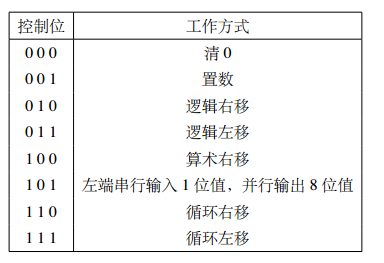 控制位 工作方式
0 0 0 清 0
0 0 1 置数
0 1 0 逻辑右移
0 1 1 逻辑左移
1 0 0 算术右移
1 0 1 左端串行输入 1 位值，并行输出 8 位值
1 1 0 循环右移
1 1 1 循环左移